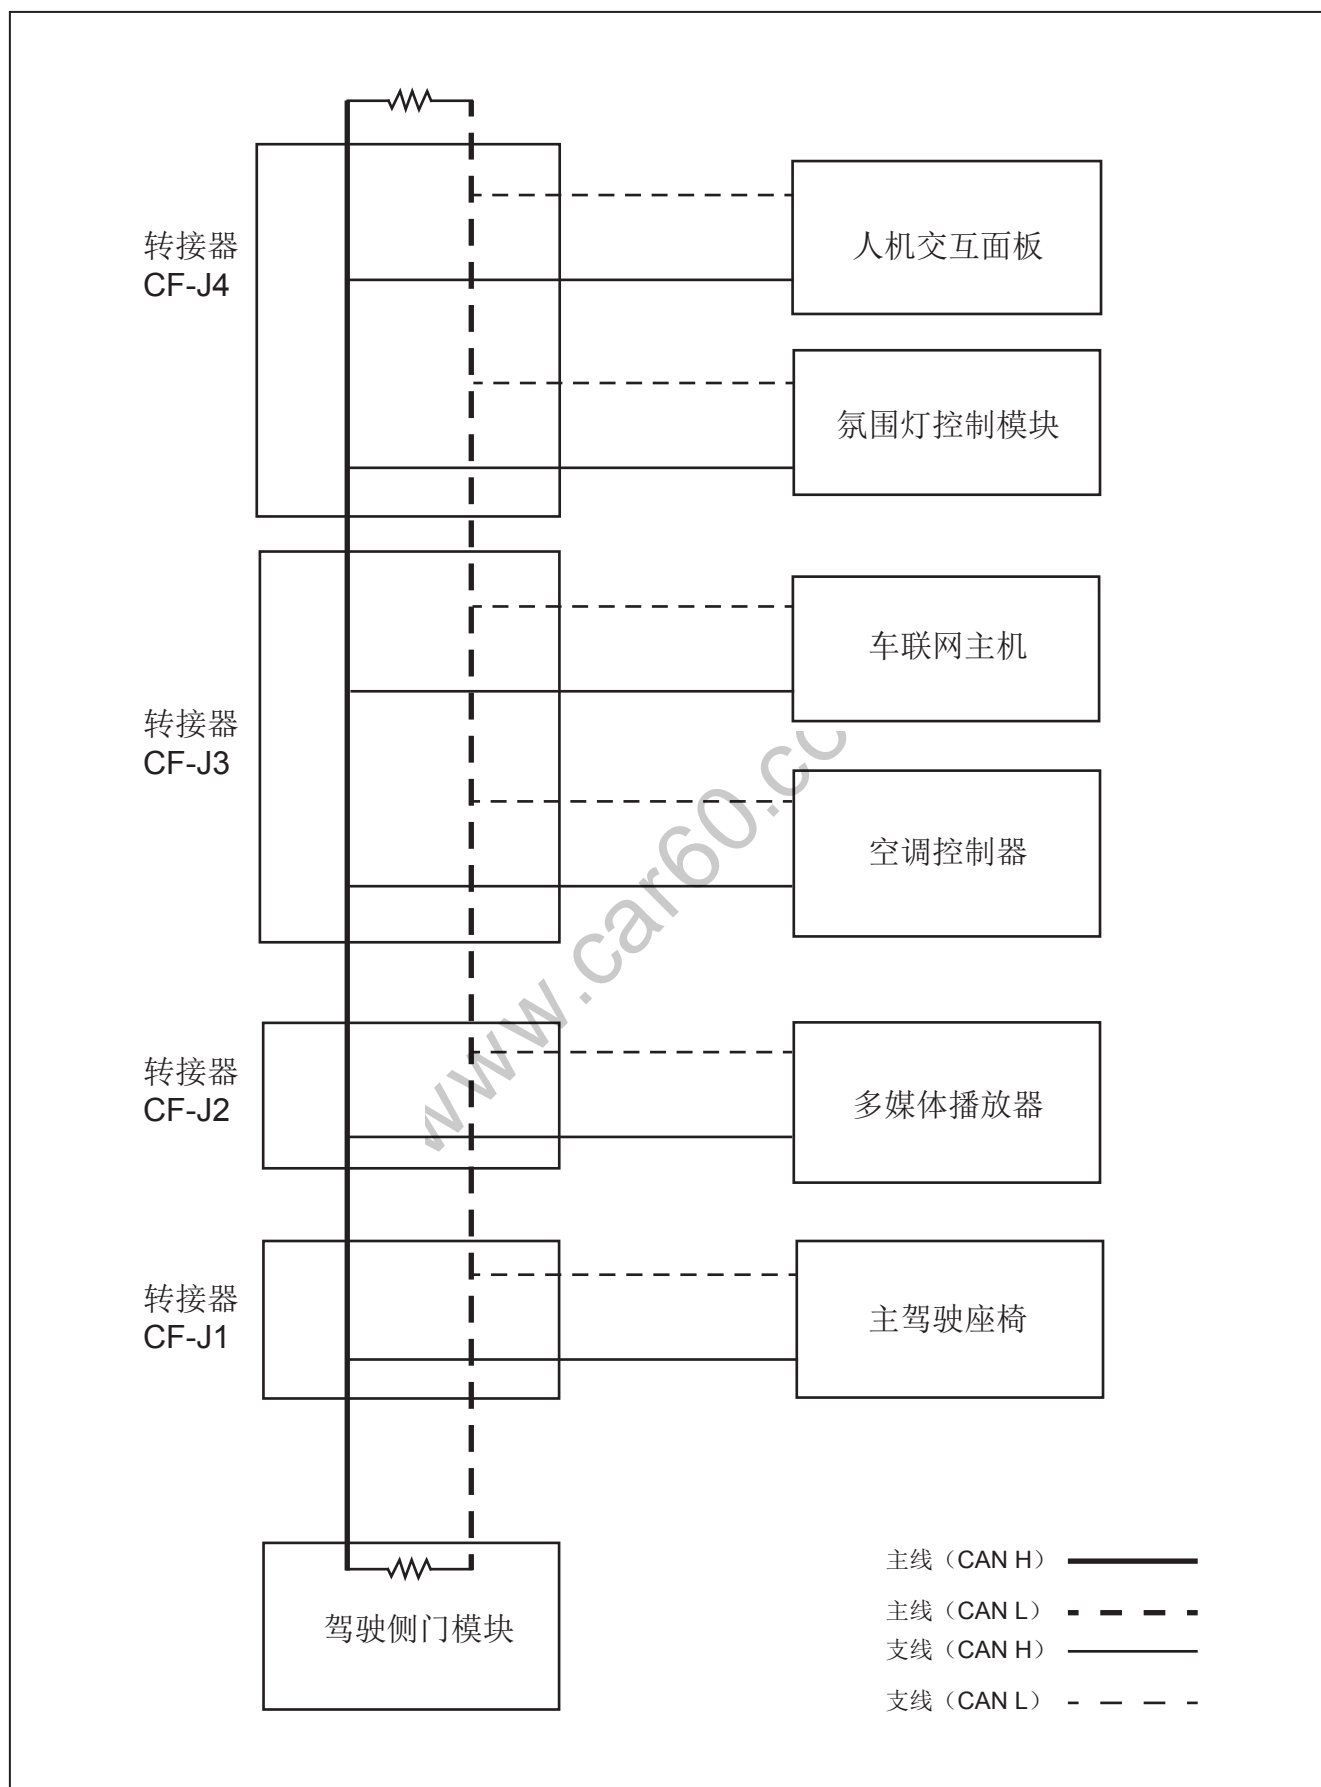 转接器
CF-J4
人机交互面板
氛围灯控制模块
转接器
CF-J3
车联网主机
空调控制器
www.car60.co
转接器
CF-J2
多媒体播放器
转接器
CF-J1
主驾驶座椅
驾驶侧门模块
主线（CAN H）
主线（CAN L）
支线（CAN H）
支线（CAN L）